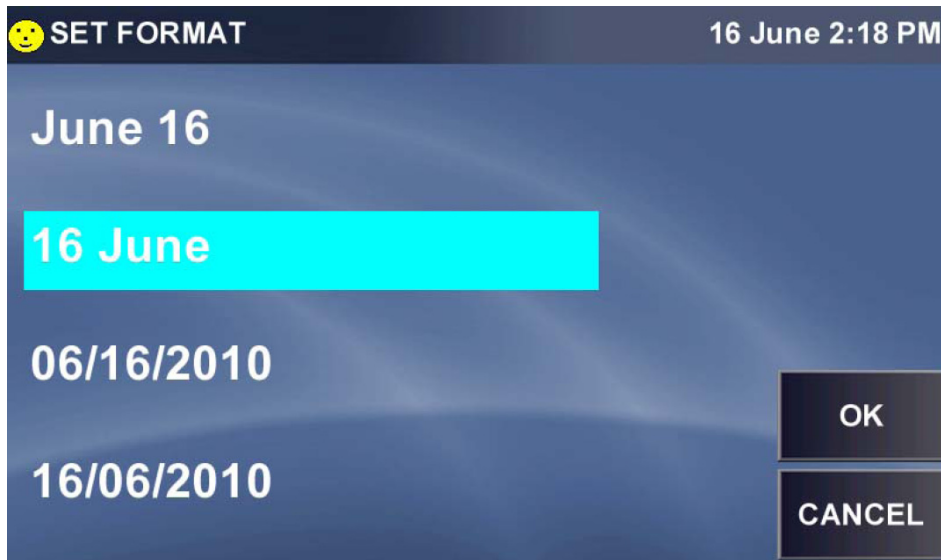 SET FORMAT 16 June 2:18 PM
June 16
16 June
06/16/2010
16/06/2010
OK
CANCEL